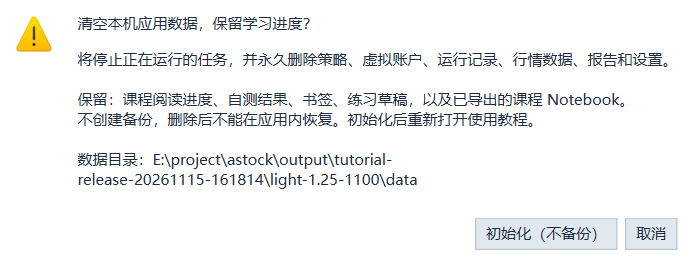 清空本机应用数据，保留学习进度？
将停止正在运行的任务，并永久删除策略、虚拟账户、运行记录、行情数据、报告和设置。
保留：课程阅读进度、自测结果、书签、练习草稿，以及已导出的课程 Notebook。
不创建备份，删除后不能在应用内恢复。初始化后重新打开使用教程。
数据目录：E:\project\astock\output\tutorial-
release-20261115-161814\light-1.25-1100\data
初始化（不备份）
取消